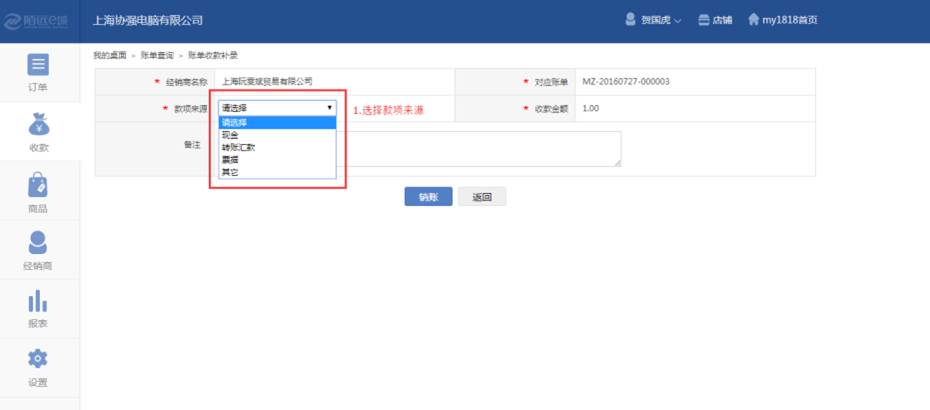 陌远e城 上海协强电脑有限公司 贺国虎 店铺 my1818首页
我的桌面 > 账单查询 > 账单收款补录
订单
收款
商品
经销商
报表
设置
* 经销商名称 上海阮雯斌贸易有限公司 * 对应账单 MZ-20160727-000003
* 款项来源 请选择 1.选择款项来源 * 收款金额 1.00
请选择
现金
转账汇款
票据
其它
备注
销账 返回